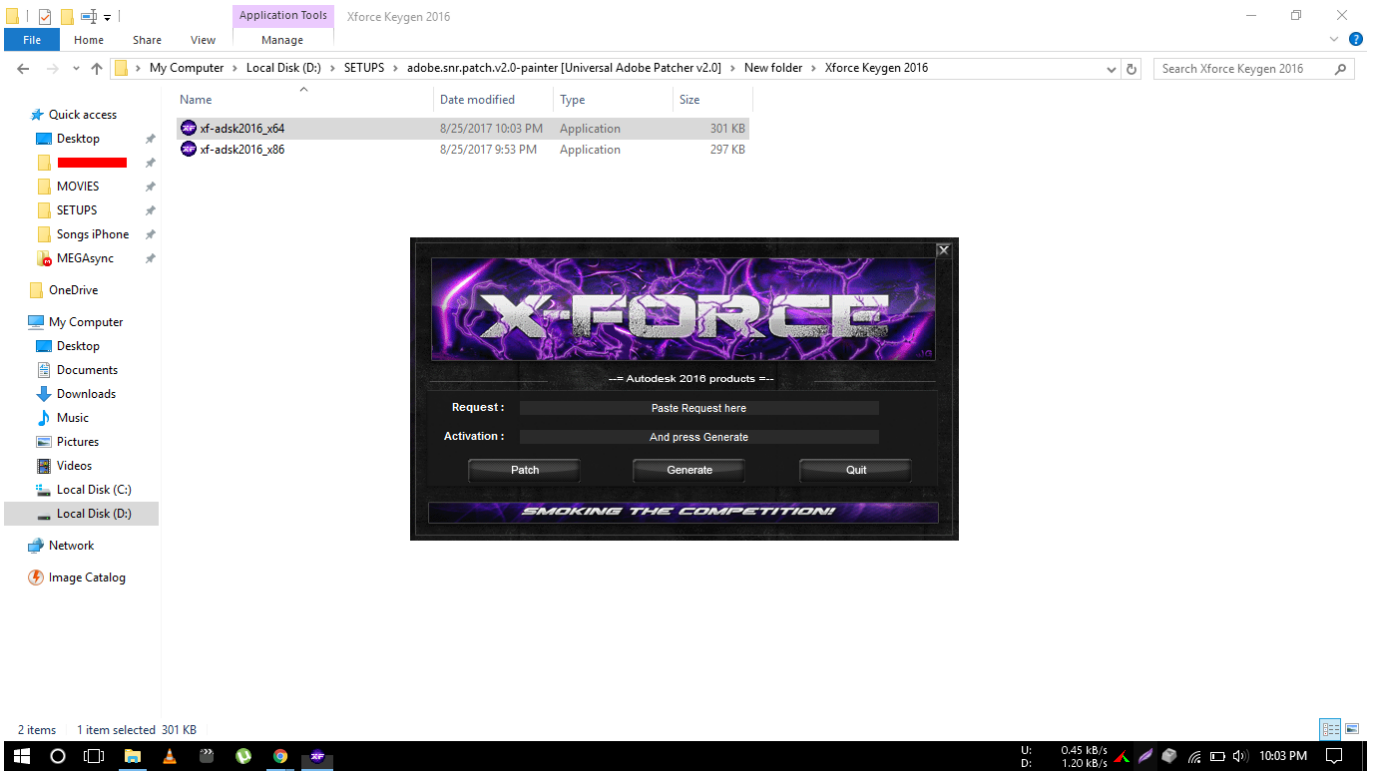 Application Tools Xforce Keygen 2016
File Home Share View Manage
My Computer Local Disk (D:) SETUPS adobe.snr.patch.v2.0-painter [Universal Adobe Patcher v2.0] New folder Xforce Keygen 2016 Search Xforce Keygen 2016
Name Date modified Type Size
xf-adsk2016_x64 8/25/2017 10:03 PM Application 301 KB
xf-adsk2016_x86 8/25/2017 9:53 PM Application 297 KB
Quick access
Desktop
MOVIES
SETUPS
Songs iPhone
MEGAsync
OneDrive
My Computer
Desktop
Documents
Downloads
Music
Pictures
Videos
Local Disk (C:)
Local Disk (D:)
Network
Image Catalog
X-FORCE
--= Autodesk 2016 products =--
Request : Paste Request here
Activation : And press Generate
Patch Generate Quit
SMOKING THE COMPETITION!
2 items 1 item selected 301 KB
U: 0.45 kB/s
D: 1.20 kB/s
10:03 PM